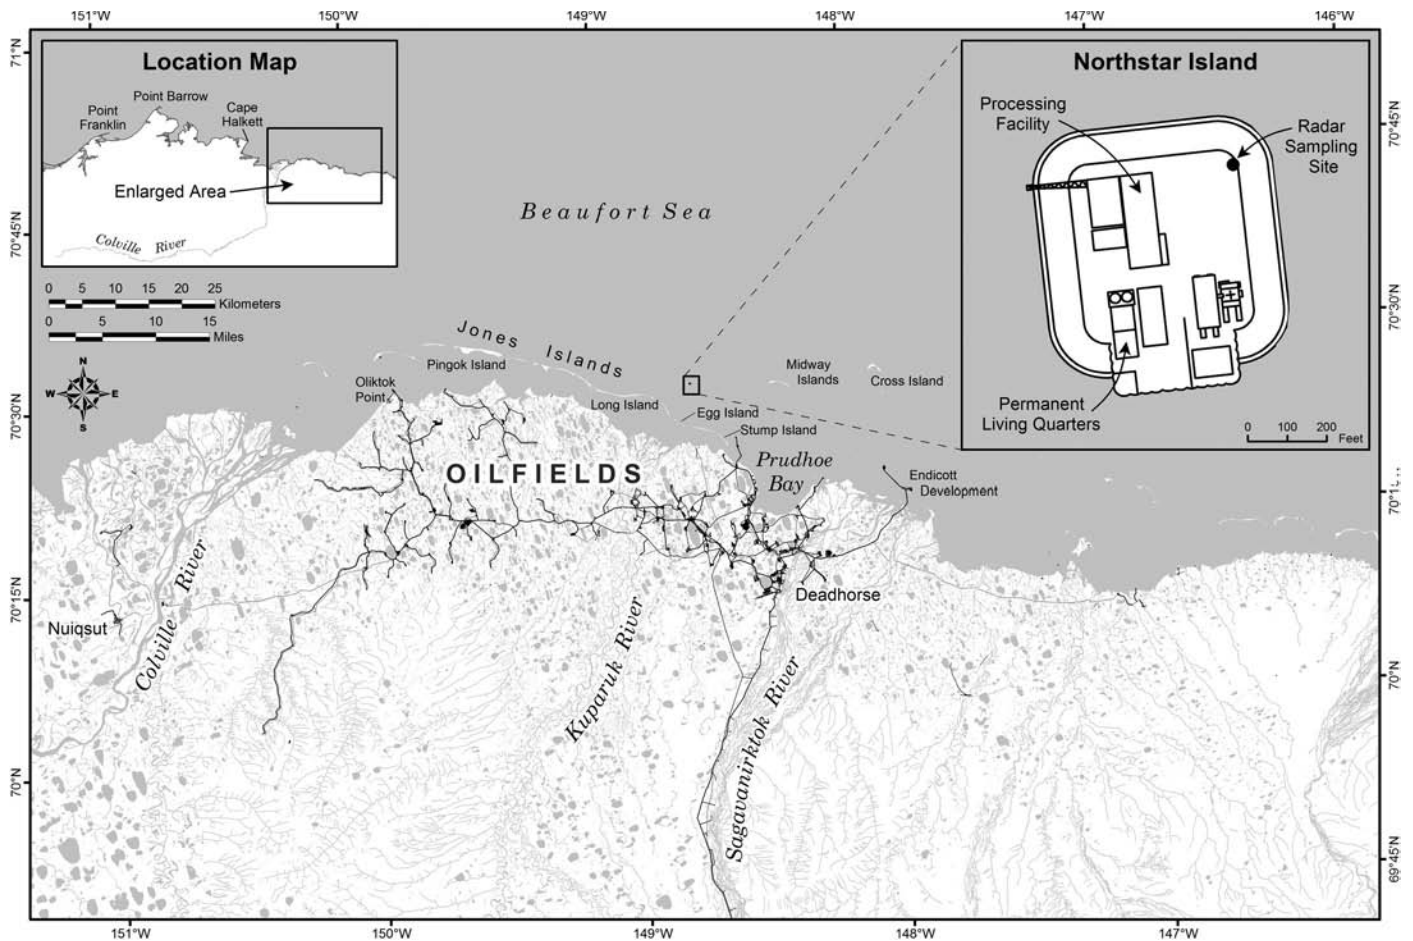 151°W 150°W 149°W 148°W 147°W 146°W
71°N
70°45'N
70°30'N
70°15'N
70°N
Location Map
Point Barrow
Point
Franklin
Cape
Halkett
Enlarged Area
Colville River
0 5 10 15 20 25
Kilometers
0 5 10 15
Miles
N
W E
S
Beaufort Sea
Northstar Island
Processing
Facility
Radar
Sampling
Site
Permanent
Living Quarters
0 100 200
Feet
Jones Islands
Pingok Island
Oliktok
Point
Long Island
Egg Island
Stump Island
Midway
Islands
Cross Island
OILFIELDS
Prudhoe
Bay
Endicott
Development
Deadhorse
Nuiqsut
Colville River
Kuparuk River
Sagavanirktok River
70°45'N
70°30'N
70°N
69°45'N
151°W 150°W 149°W 148°W 147°W